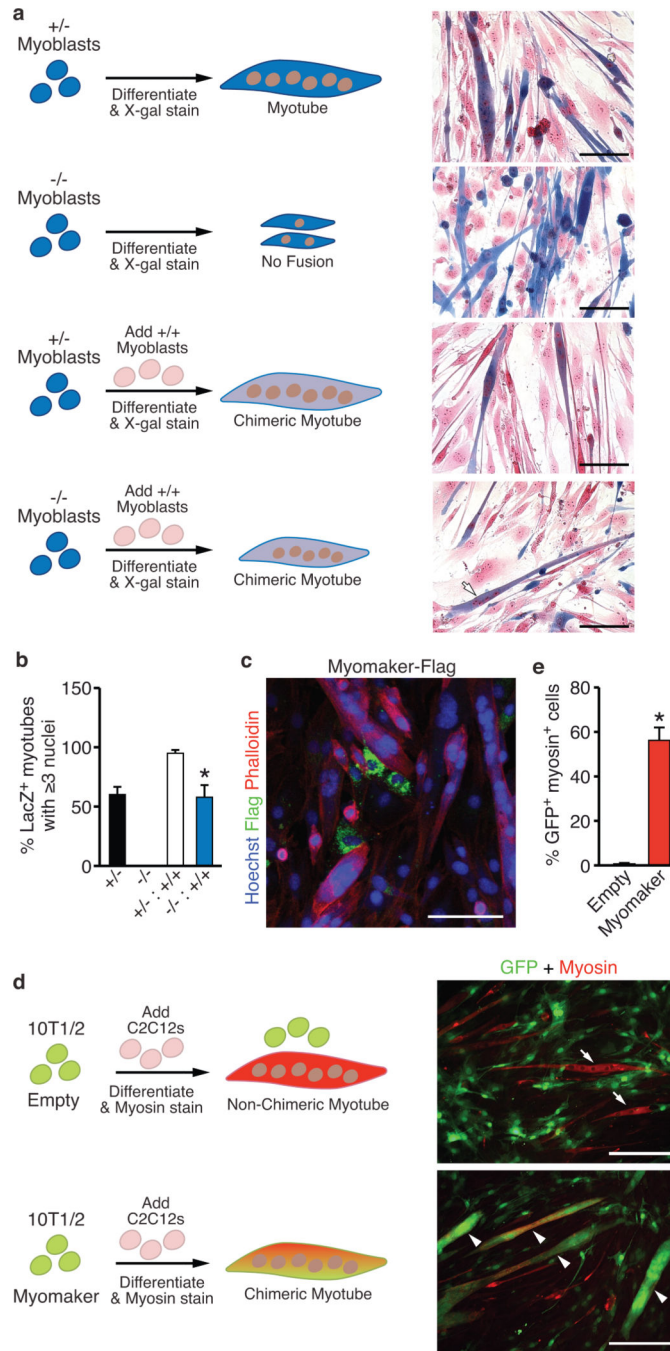 a
+/-
Myoblasts
Differentiate
& X-gal stain
Myotube
-/-
Myoblasts
Differentiate
& X-gal stain
No Fusion
+/-
Myoblasts
Add +/+
Myoblasts
Differentiate
& X-gal stain
Chimeric Myotube
-/-
Myoblasts
Add +/+
Myoblasts
Differentiate
& X-gal stain
Chimeric Myotube
b
% LacZ⁺ myotubes
with ≥3 nuclei
150
100
50
0
+/-
-/-
+/- : +/+
-/- : +/+
*
c
Myomaker-Flag
Hoechst Flag Phalloidin
e
% GFP⁺ myosin⁺ cells
80
60
40
20
0
*
Empty
Myomaker
d
10T1/2
Empty
Add
C2C12s
Differentiate
& Myosin stain
Non-Chimeric Myotube
GFP + Myosin
10T1/2
Myomaker
Add
C2C12s
Differentiate
& Myosin stain
Chimeric Myotube